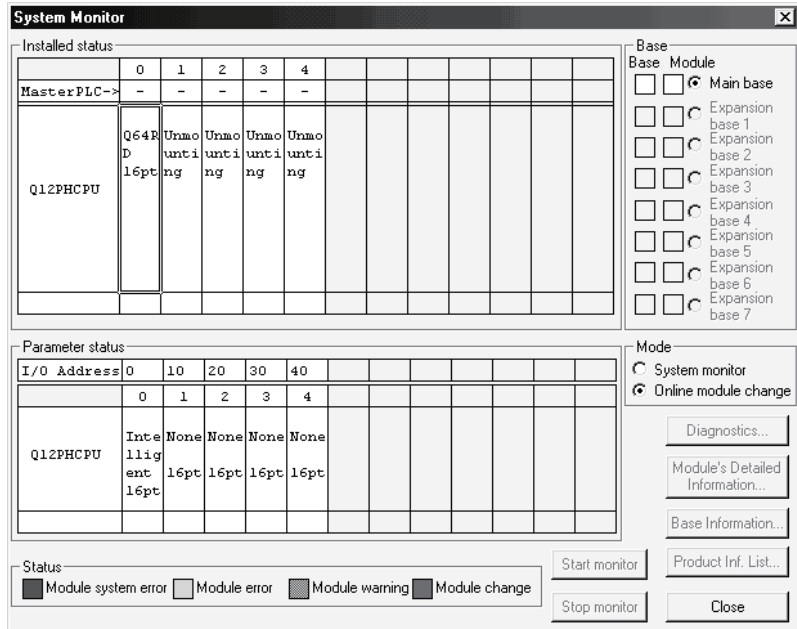 System Monitor
Installed status
0 1 2 3 4
MasterPLC-> - - - - -
Q12PHCPU
Q64R
D
16pt
Unmo
unti
ng
Unmo
unti
ng
Unmo
unti
ng
Unmo
unti
ng
Base
Base Module
Main base
Expansion
base 1
Expansion
base 2
Expansion
base 3
Expansion
base 4
Expansion
base 5
Expansion
base 6
Expansion
base 7
Parameter status
I/O Address 0 10 20 30 40
0 1 2 3 4
Q12PHCPU
Inte
llig
ent
16pt
None
16pt
None
16pt
None
16pt
None
16pt
Mode
System monitor
Online module change
Diagnostics...
Module's Detailed
Information...
Base Information...
Product Inf. List...
Status
Module system error Module error Module warning Module change
Start monitor
Stop monitor
Close